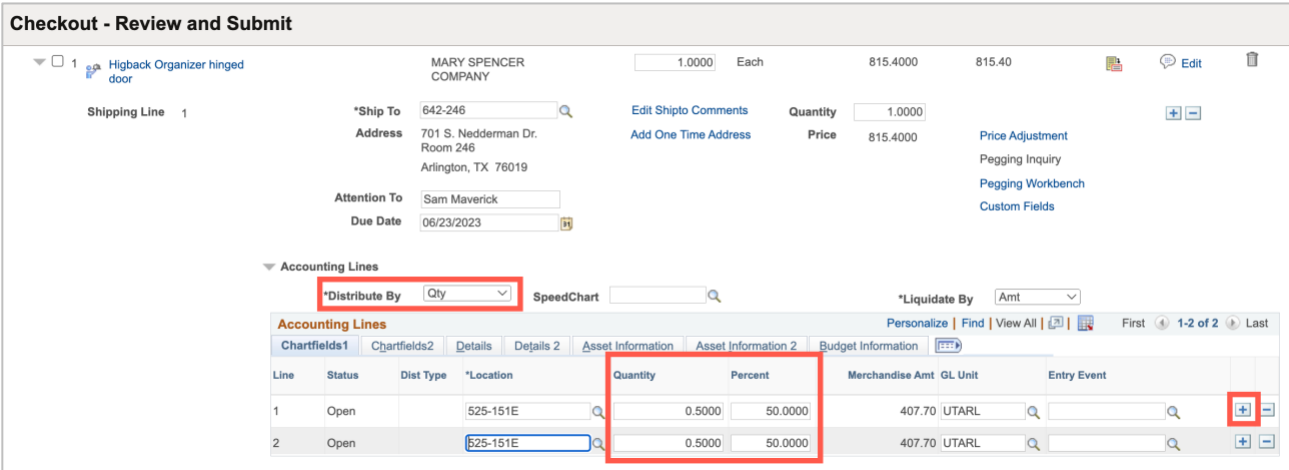 Checkout - Review and Submit
1 Higback Organizer hinged door MARY SPENCER COMPANY 1.0000 Each 815.4000 815.40 Edit
Shipping Line 1 *Ship To 642-246 Edit Shipto Comments Quantity 1.0000
Address 701 S. Nedderman Dr. Add One Time Address Price 815.4000 Price Adjustment
Room 246
Pegging Inquiry
Arlington, TX 76019
Pegging Workbench
Attention To Sam Maverick
Custom Fields
Due Date 06/23/2023
Accounting Lines
*Distribute By Qty SpeedChart *Liquidate By Amt
Accounting Lines Personalize | Find | View All | First 1-2 of 2 Last
Chartfields1 Chartfields2 Details Details 2 Asset Information Asset Information 2 Budget Information
Line Status Dist Type *Location Quantity Percent Merchandise Amt GL Unit Entry Event
1 Open 525-151E 0.5000 50.0000 407.70 UTARL
2 Open 525-151E 0.5000 50.0000 407.70 UTARL